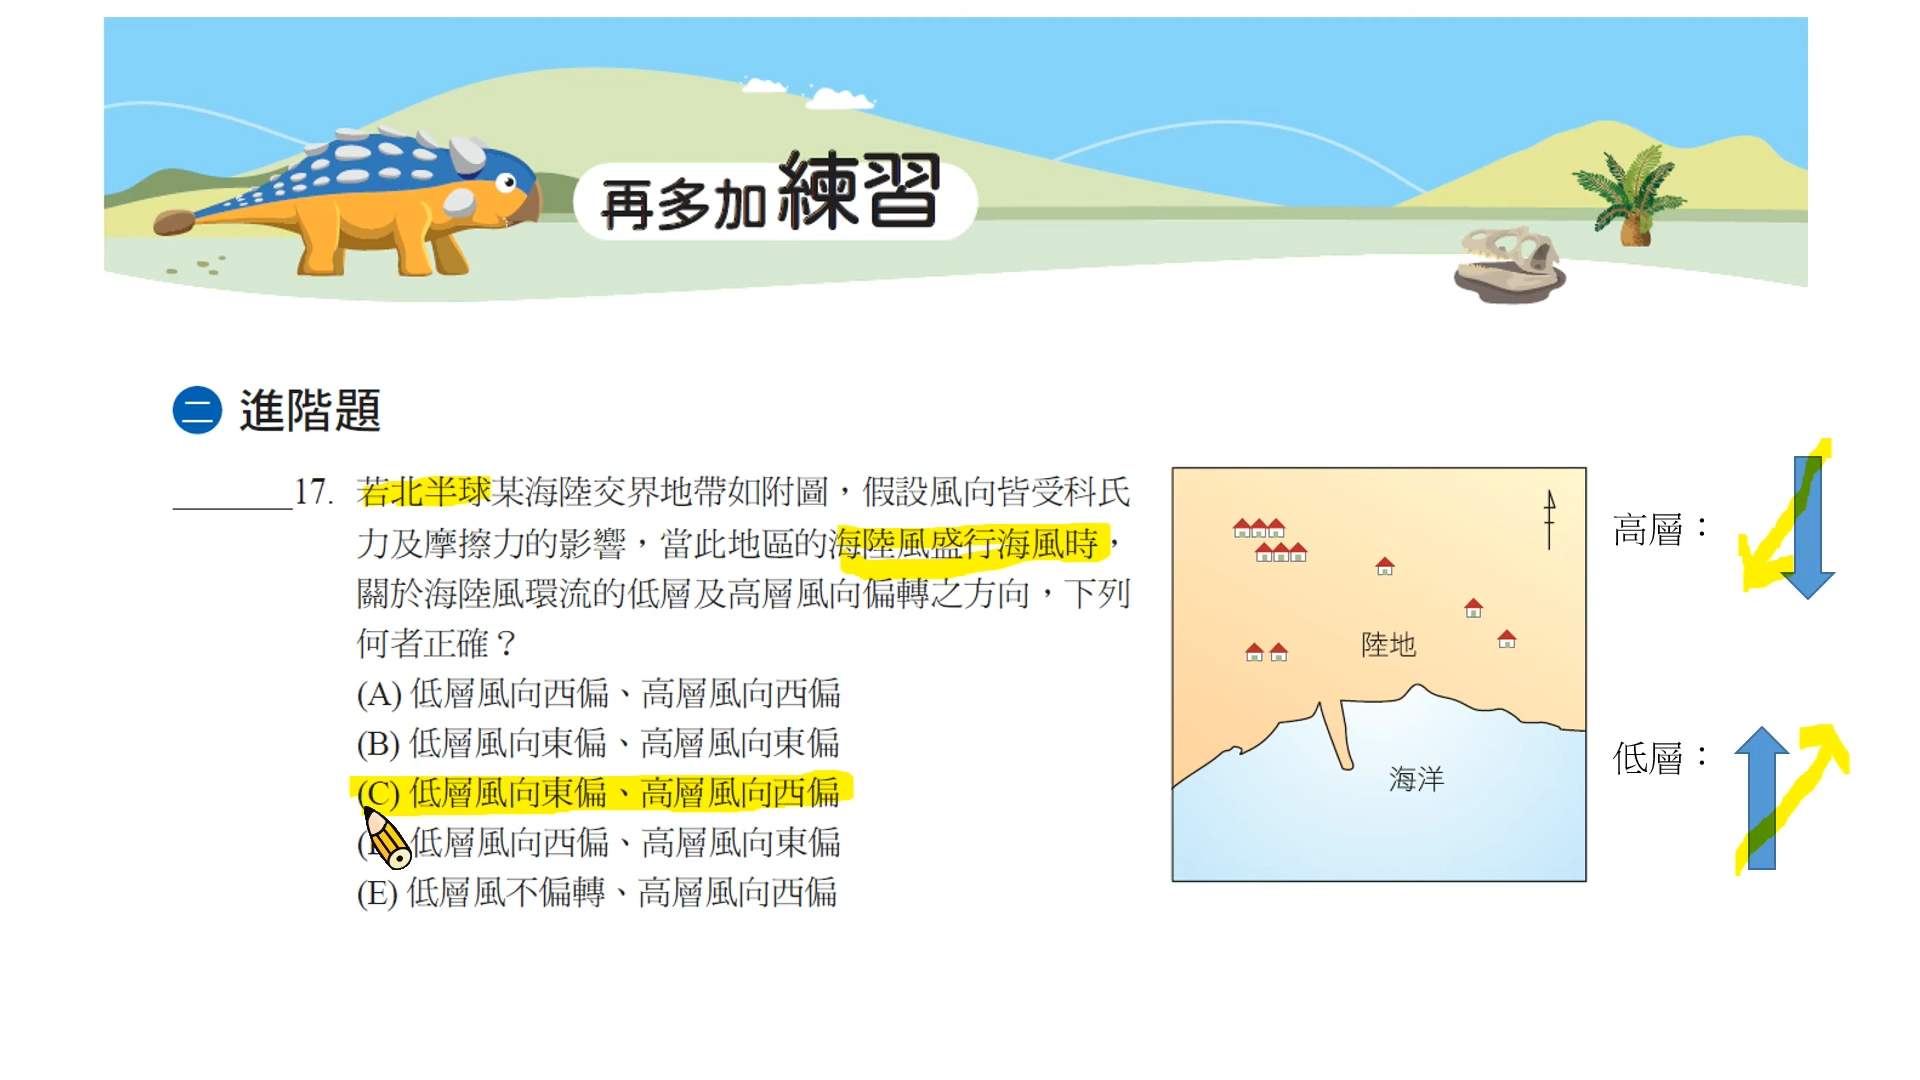 再多加練習
二 進階題
17. 若北半球某海陸交界地帶如附圖，假設風向皆受科氏
力及摩擦力的影響，當此地區的海陸風盛行海風時，
關於海陸風環流的低層及高層風向偏轉之方向，下列
何者正確？
(A) 低層風向西偏、高層風向西偏
(B) 低層風向東偏、高層風向東偏
(C) 低層風向東偏、高層風向西偏
低層風向西偏、高層風向東偏
(E) 低層風不偏轉、高層風向西偏
陸地
海洋
高層：
低層：